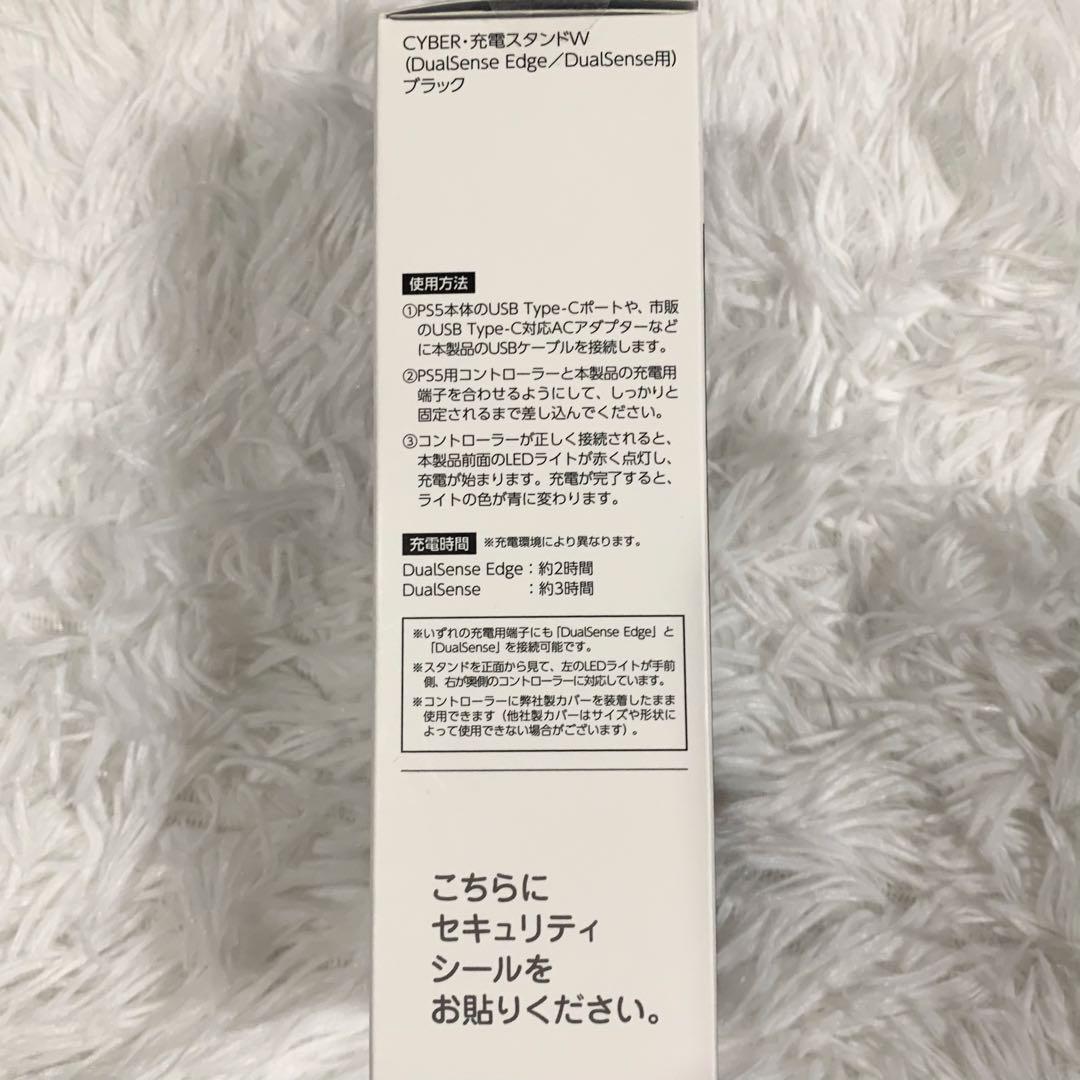 CYBER・充電スタンドW
(DualSense Edge／DualSense用)
ブラック
使用方法
①PS5本体のUSB Type-Cポートや、市販
のUSB Type-C対応ACアダプターなど
に本製品のUSBケーブルを接続します。
②PS5用コントローラーと本製品の充電用
端子を合わせるようにして、しっかりと
固定されるまで差し込んでください。
③コントローラーが正しく接続されると、
本製品前面のLEDライトが赤く点灯し、
充電が始まります。充電が完了すると、
ライトの色が青に変わります。
充電時間 ※充電環境により異なります。
DualSense Edge：約2時間
DualSense ：約3時間
※いずれの充電用端子にも「DualSense Edge」と
「DualSense」を接続可能です。
※スタンドを正面から見て、左のLEDライトが手前
側、右が奥側のコントローラーに対応しています。
※コントローラーに弊社製カバーを装着したまま
使用できます（他社製カバーはサイズや形状に
よって使用できない場合がございます）。
こちらに
セキュリティ
シールを
お貼りください。